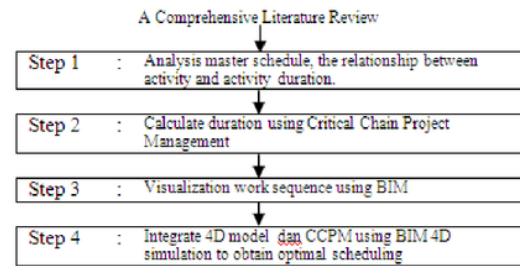 A Comprehensive Literature Review
Step 1 : Analysis master schedule, the relationship between
activity and activity duration.
Step 2 : Calculate duration using Critical Chain Project
Management
Step 3 : Visualization work sequence using BIM
Step 4 : Integrate 4D model dan CCPM using BIM 4D
simulation to obtain optimal scheduling